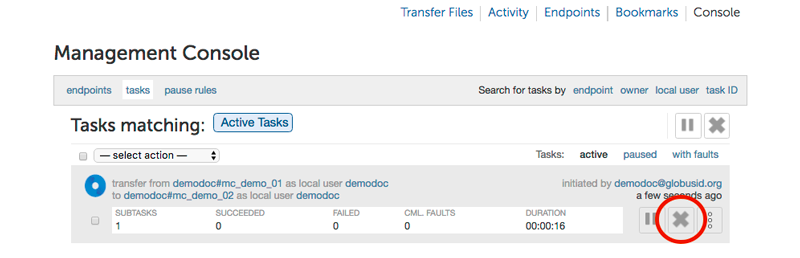 Transfer Files | Activity | Endpoints | Bookmarks | Console
Management Console
endpoints tasks pause rules Search for tasks by endpoint owner local user task ID
Tasks matching: Active Tasks
— select action — Tasks: active paused with faults
transfer from demodoc#mc_demo_01 as local user demodoc initiated by demodoc@globusid.org
to demodoc#mc_demo_02 as local user demodoc a few seconds ago
SUBTASKS SUCCEEDED FAILED CML. FAULTS DURATION
1 0 0 0 00:00:16